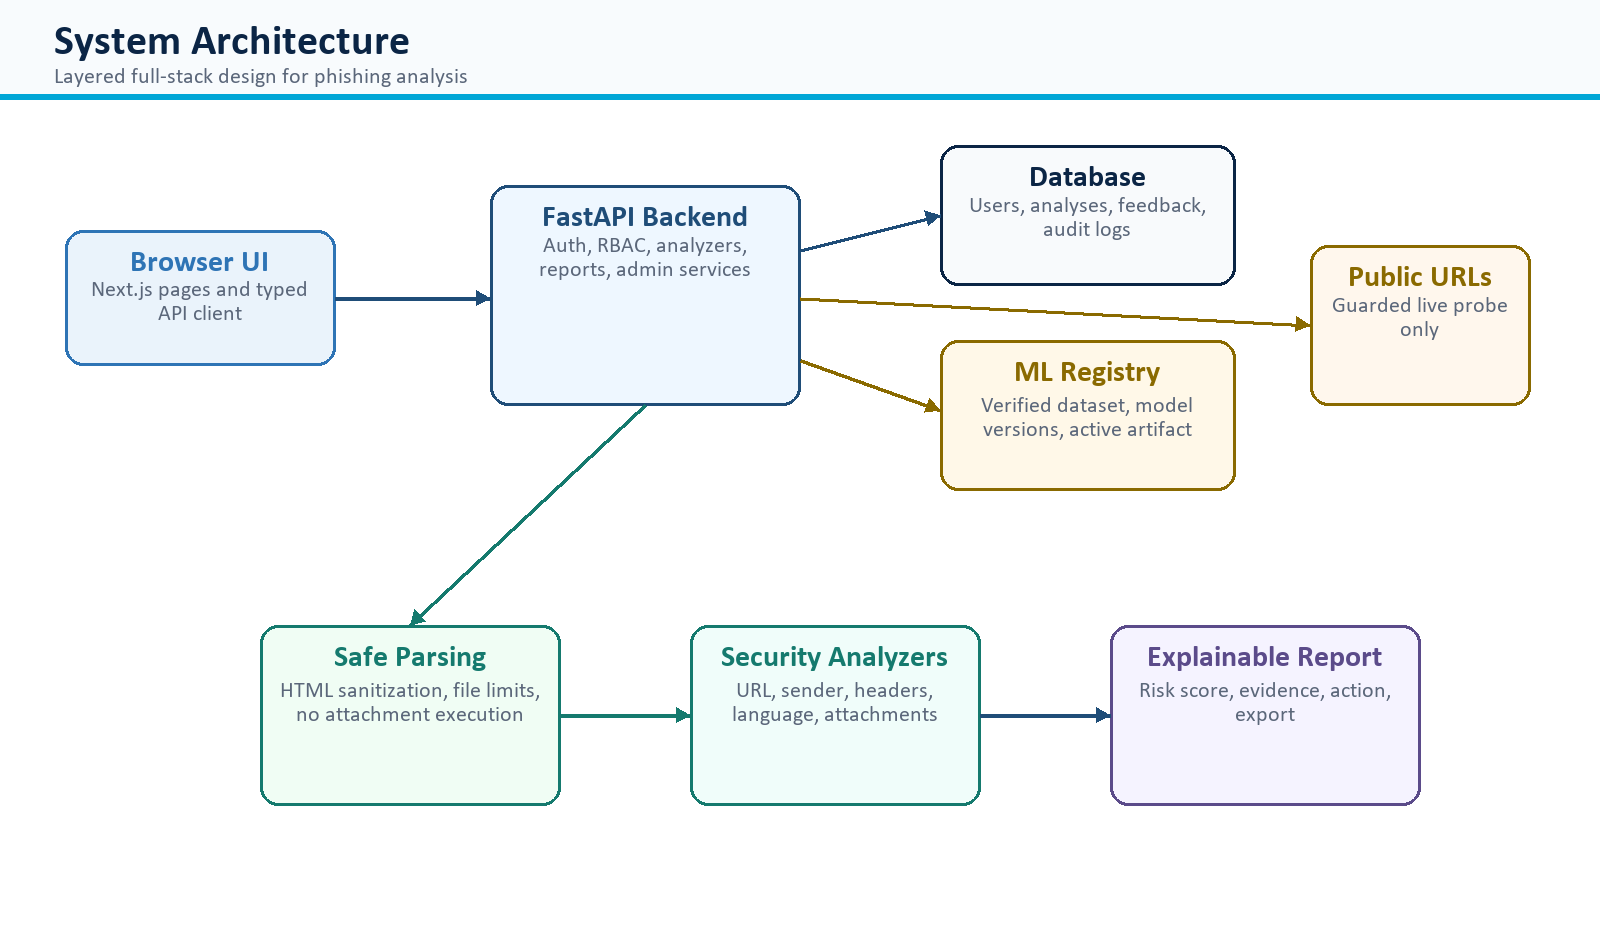 System Architecture
Layered full-stack design for phishing analysis
Browser UI
Next.js pages and typed
API client
FastAPI Backend
Auth, RBAC, analyzers,
reports, admin services
Database
Users, analyses, feedback,
audit logs
Public URLs
Guarded live probe
only
ML Registry
Verified dataset, model
versions, active artifact
Safe Parsing
HTML sanitization, file limits,
no attachment execution
Security Analyzers
URL, sender, headers,
language, attachments
Explainable Report
Risk score, evidence, action,
export